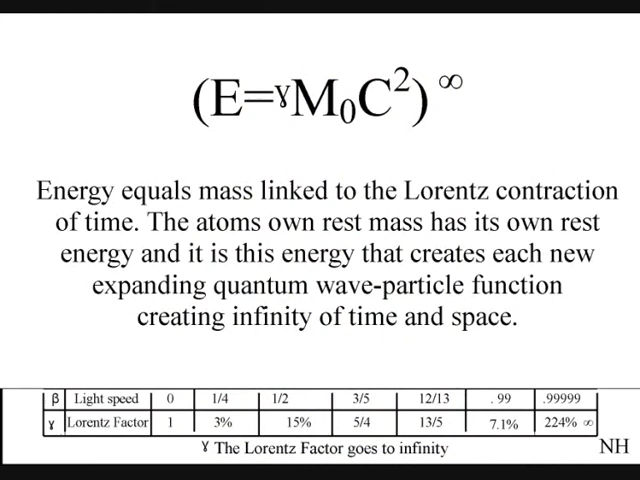 (E=ɣM₀C²)∞
Energy equals mass linked to the Lorentz contraction
of time. The atoms own rest mass has its own rest
energy and it is this energy that creates each new
expanding quantum wave-particle function
creating infinity of time and space.
β Light speed 0 1/4 1/2 3/5 12/13 . 99 .99999
ɣ Lorentz Factor 1 3% 15% 5/4 13/5 7.1% 224% ∞
ɣ The Lorentz Factor goes to infinity
NH